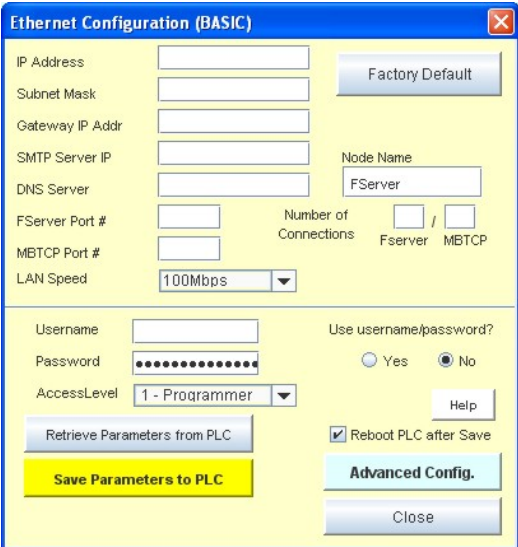 Ethernet Configuration (BASIC)
IP Address
Factory Default
Subnet Mask
Gateway IP Addr
SMTP Server IP
Node Name
DNS Server
FServer
FServer Port #
Number of
Connections
/
Fserver MBTCP
MBTCP Port #
LAN Speed
100Mbps
Username
Use username/password?
Password
●●●●●●●●●●●●●●
Yes No
AccessLevel
1 - Programmer
Help
Retrieve Parameters from PLC
Reboot PLC after Save
Save Parameters to PLC
Advanced Config.
Close